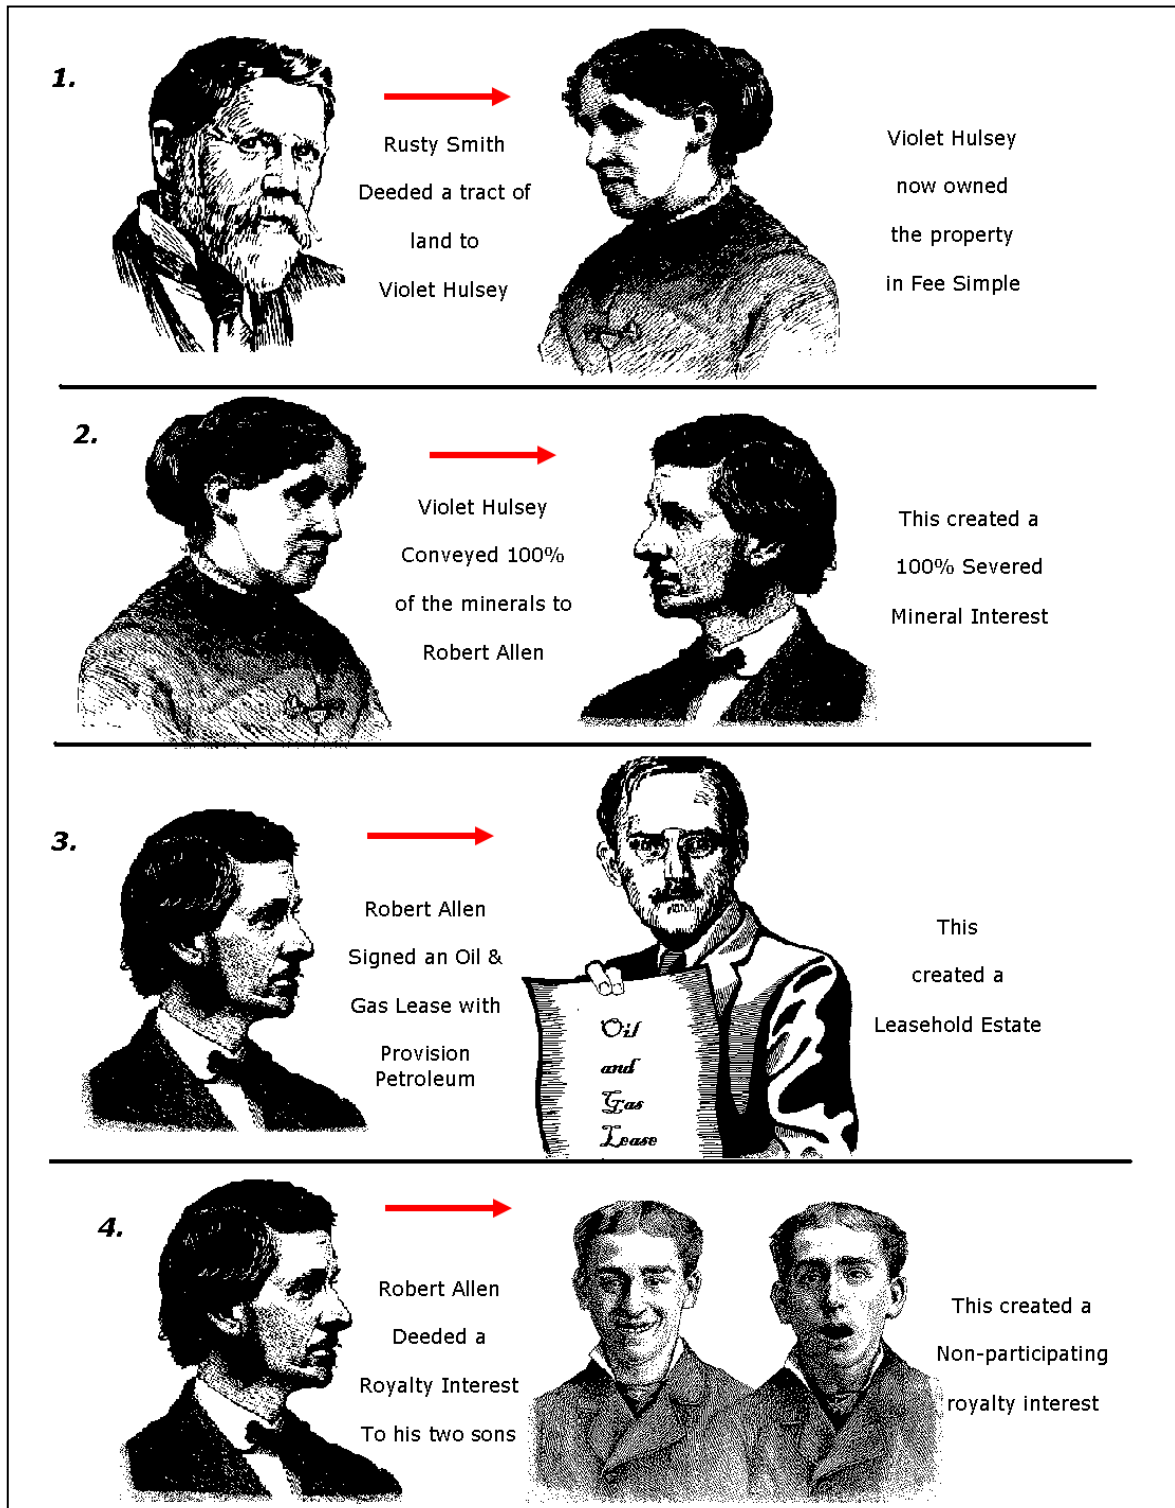 1.
Rusty Smith
Deeded a tract of
land to
Violet Hulsey
Violet Hulsey
now owned
the property
in Fee Simple
2.
Violet Hulsey
Conveyed 100%
of the minerals to
Robert Allen
This created a
100% Severed
Mineral Interest
3.
Robert Allen
Signed an Oil &
Gas Lease with
Provision
Petroleum
Oil
and
Gas
Lease
This
created a
Leasehold Estate
4.
Robert Allen
Deeded a
Royalty Interest
To his two sons
This created a
Non-participating
royalty interest